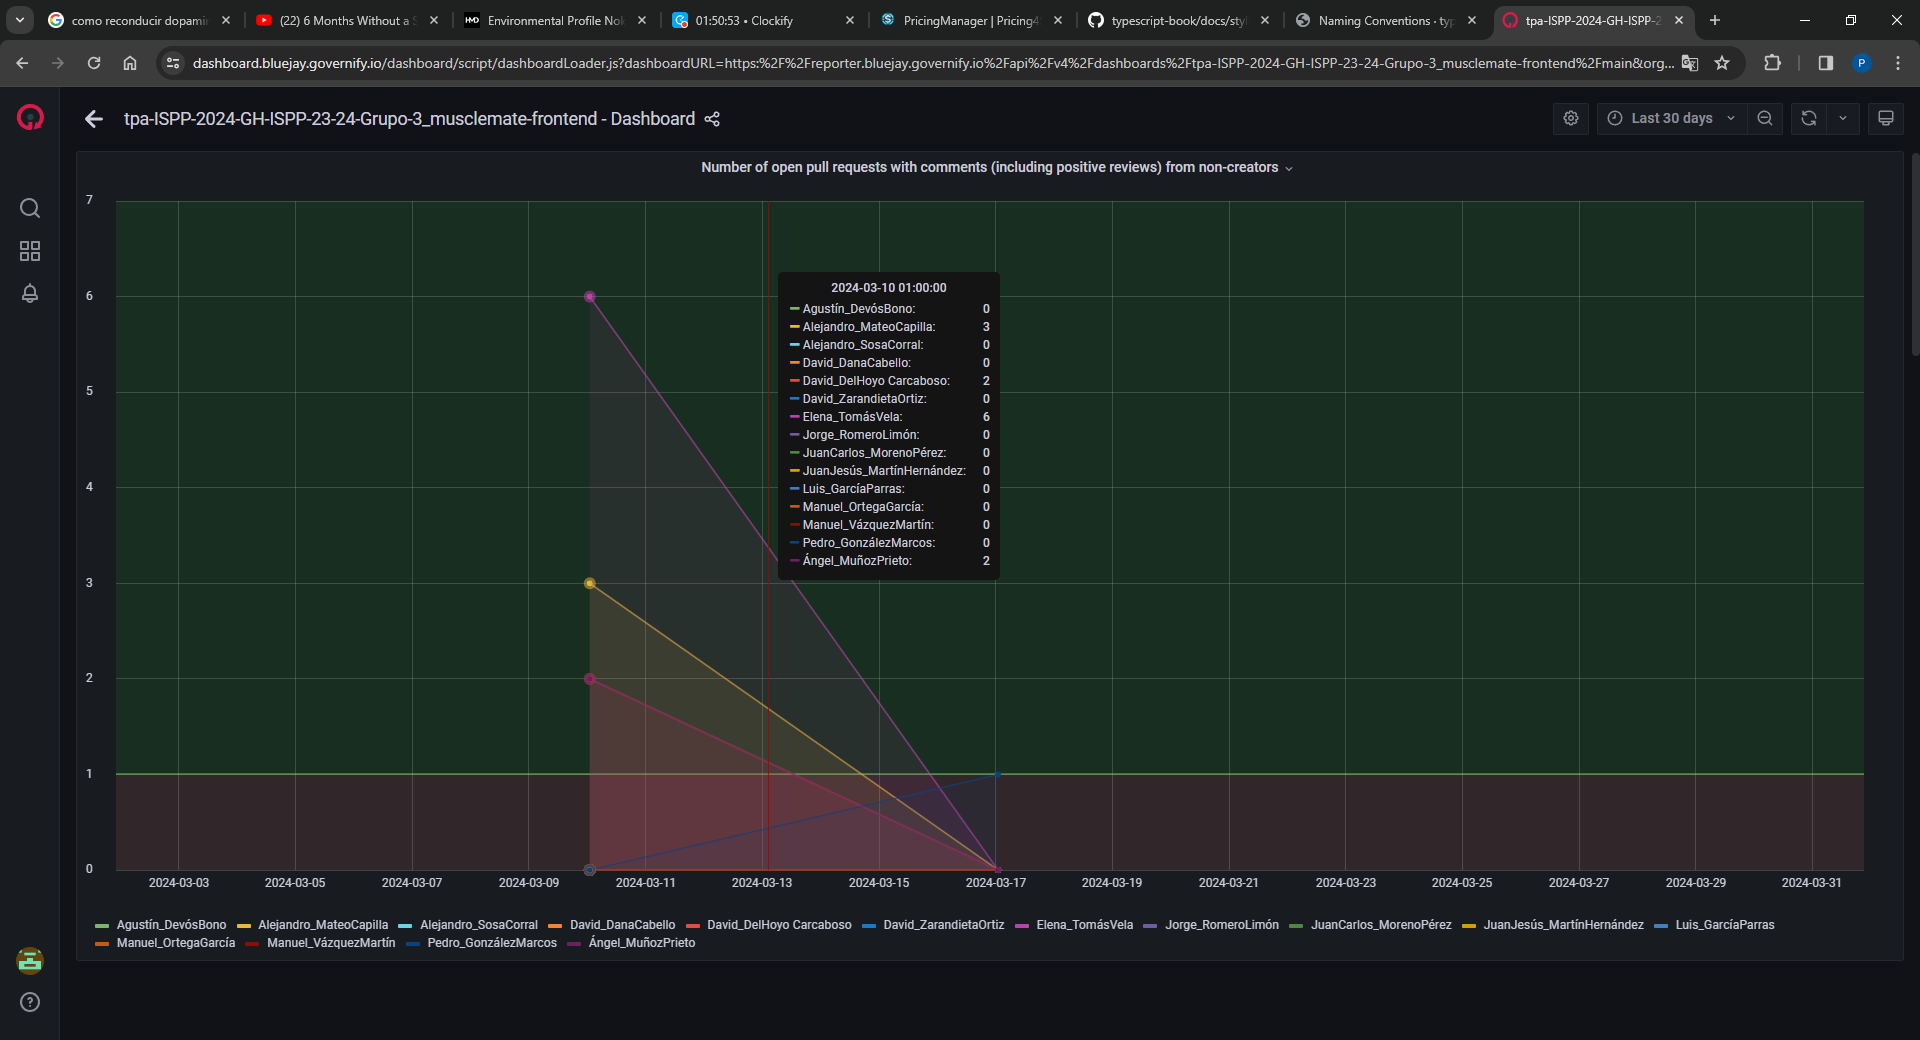 como reconducir dopami
(22) 6 Months Without a S
Environmental Profile Nok
01:50:53 • Clockify
PricingManager | Pricing4
typescript-book/docs/styl
Naming Conventions · typ
tpa-ISPP-2024-GH-ISPP-2
dashboard.bluejay.governify.io/dashboard/script/dashboardLoader.js?dashboardURL=https:%2F%2Freporter.bluejay.governify.io%2Fapi%2Fv4%2Fdashboards%2Ftpa-ISPP-2024-GH-ISPP-23-24-Grupo-3_musclemate-frontend%2Fmain&org...
P
tpa-ISPP-2024-GH-ISPP-23-24-Grupo-3_musclemate-frontend - Dashboard
Last 30 days
Number of open pull requests with comments (including positive reviews) from non-creators
7
6
5
4
3
2
1
0
2024-03-10 01:00:00
Agustín_DevósBono: 0
Alejandro_MateoCapilla: 3
Alejandro_SosaCorral: 0
David_DanaCabello: 0
David_DelHoyo Carcaboso: 2
David_ZarandietaOrtiz: 0
Elena_TomásVela: 6
Jorge_RomeroLimón: 0
JuanCarlos_MorenoPérez: 0
JuanJesús_MartínHernández: 0
Luis_GarcíaParras: 0
Manuel_OrtegaGarcía: 0
Manuel_VázquezMartín: 0
Pedro_GonzálezMarcos: 0
Ángel_MuñozPrieto: 2
2024-03-03 2024-03-05 2024-03-07 2024-03-09 2024-03-11 2024-03-13 2024-03-15 2024-03-17 2024-03-19 2024-03-21 2024-03-23 2024-03-25 2024-03-27 2024-03-29 2024-03-31
Agustín_DevósBono Alejandro_MateoCapilla Alejandro_SosaCorral David_DanaCabello David_DelHoyo Carcaboso David_ZarandietaOrtiz Elena_TomásVela Jorge_RomeroLimón JuanCarlos_MorenoPérez JuanJesús_MartínHernández Luis_GarcíaParras
Manuel_OrtegaGarcía Manuel_VázquezMartín Pedro_GonzálezMarcos Ángel_MuñozPrieto